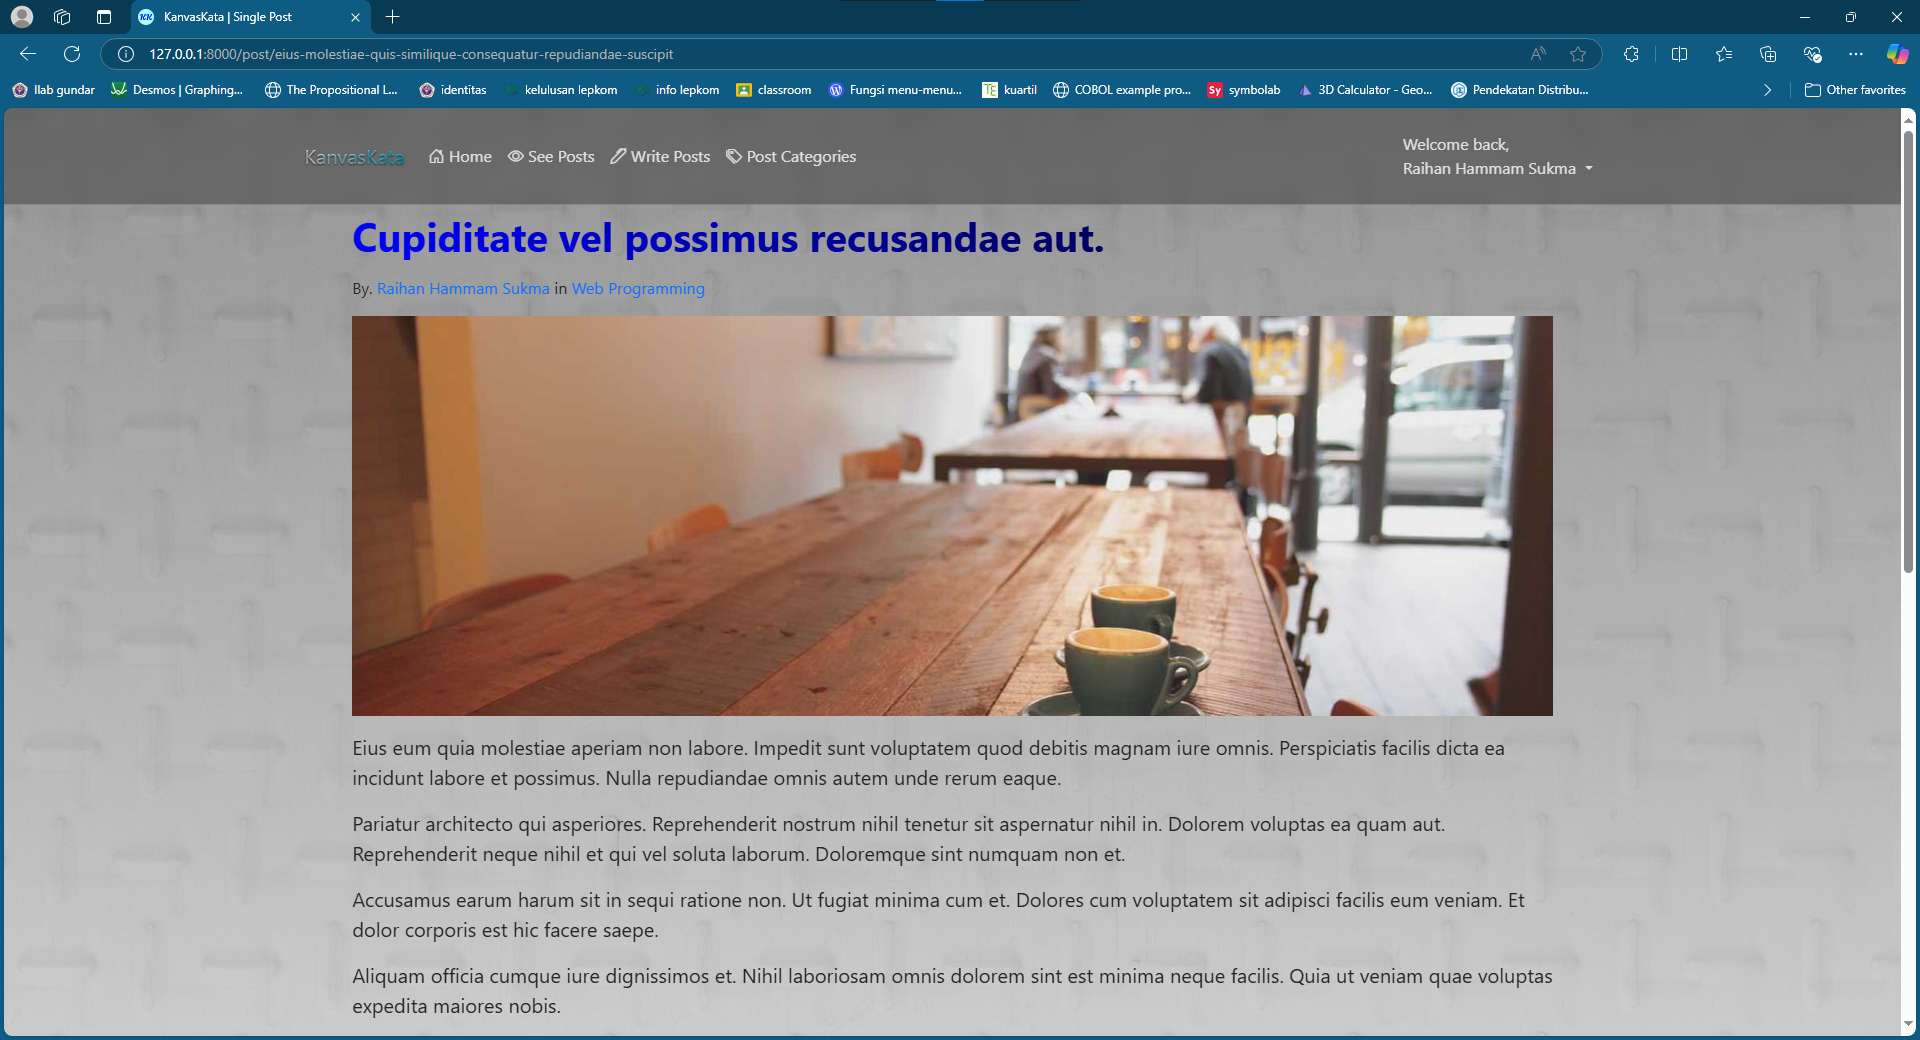 KanvasKata | Single Post
127.0.0.1:8000/post/eius-molestiae-quis-similique-consequatur-repudiandae-suscipit
Ilab gundar
Desmos | Graphing...
The Propositional L...
identitas
kelulusan lepkom
info lepkom
classroom
Fungsi menu-menu...
kuartil
COBOL example pro...
Sy symbolab
3D Calculator - Geo...
Pendekatan Distribu...
Other favorites
KanvasKata
Home
See Posts
Write Posts
Post Categories
Welcome back,
Raihan Hammam Sukma
Cupiditate vel possimus recusandae aut.
By. Raihan Hammam Sukma in Web Programming
Eius eum quia molestiae aperiam non labore. Impedit sunt voluptatem quod debitis magnam iure omnis. Perspiciatis facilis dicta ea
incidunt labore et possimus. Nulla repudiandae omnis autem unde rerum eaque.
Pariatur architecto qui asperiores. Reprehenderit nostrum nihil tenetur sit aspernatur nihil in. Dolorem voluptas ea quam aut.
Reprehenderit neque nihil et qui vel soluta laborum. Doloremque sint numquam non et.
Accusamus earum harum sit in sequi ratione non. Ut fugiat minima cum et. Dolores cum voluptatem sit adipisci facilis eum veniam. Et
dolor corporis est hic facere saepe.
Aliquam officia cumque iure dignissimos et. Nihil laboriosam omnis dolorem sint est minima neque facilis. Quia ut veniam quae voluptas
expedita maiores nobis.